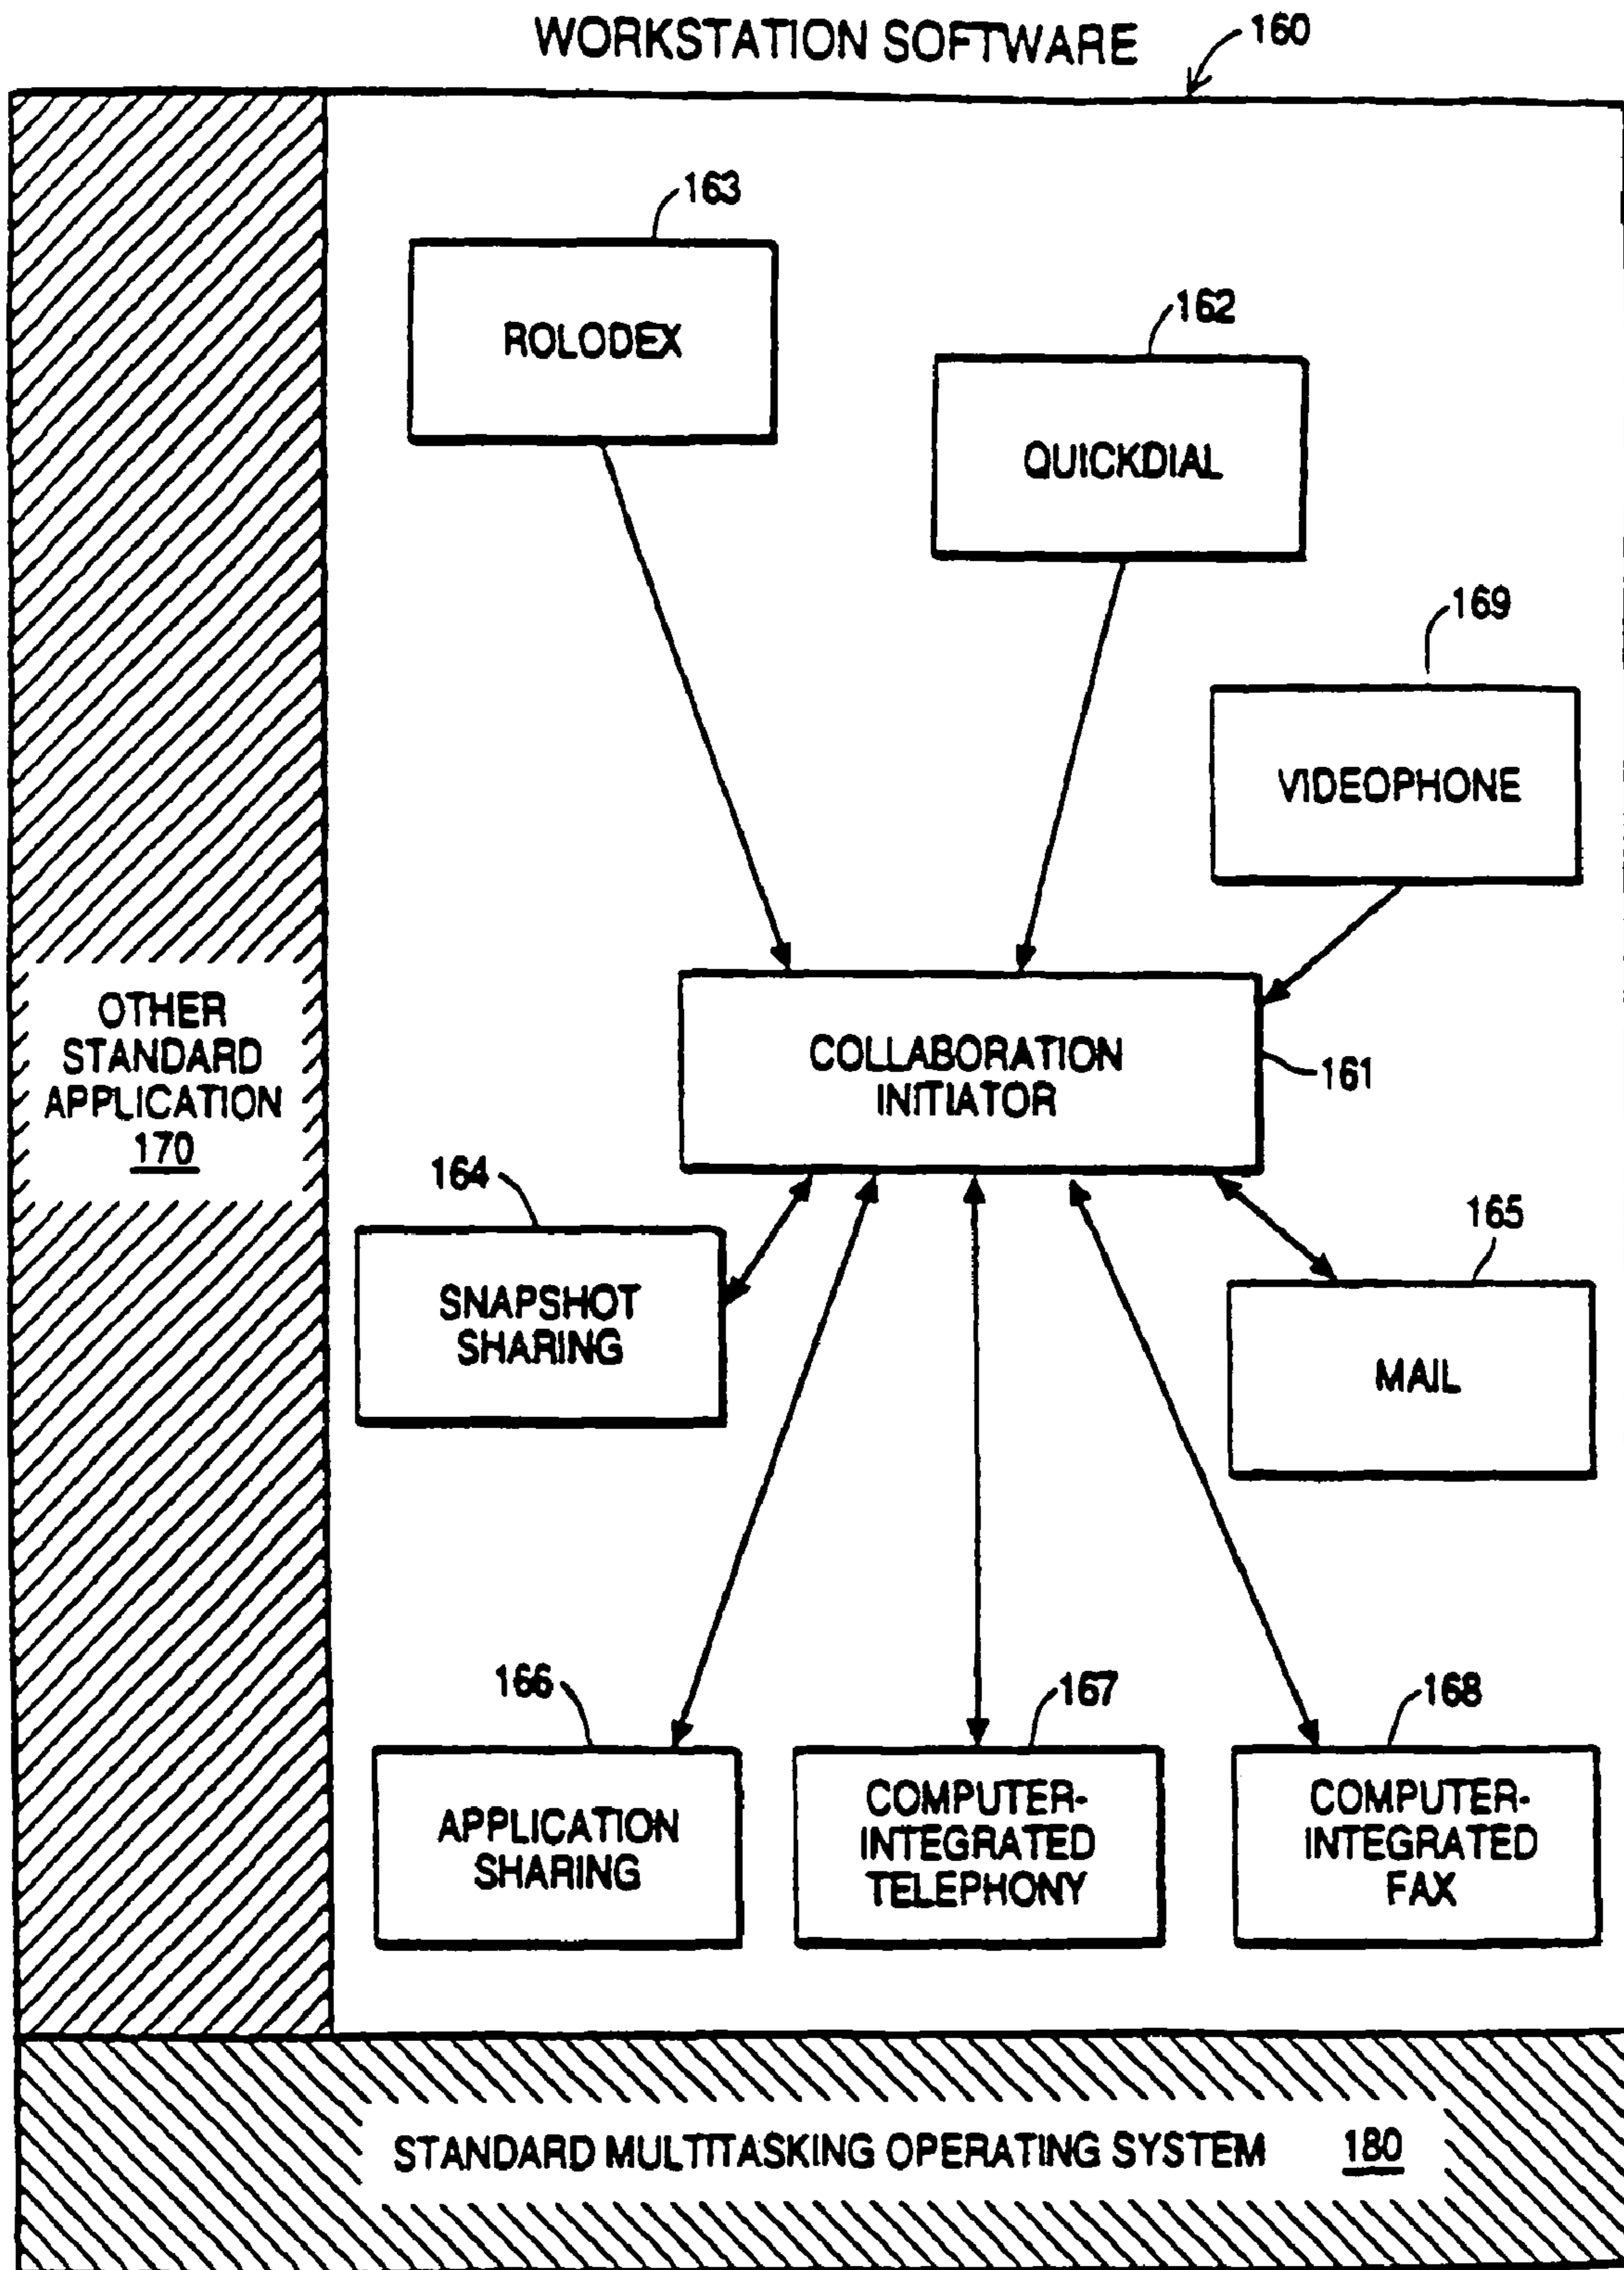 WORKSTATION SOFTWARE
160
163
ROLODEX
162
QUICKDIAL
169
VIDEOPHONE
COLLABORATION
INITIATOR
161
OTHER
STANDARD
APPLICATION
170
164
SNAPSHOT
SHARING
165
MAIL
166
APPLICATION
SHARING
167
COMPUTER-
INTEGRATED
TELEPHONY
168
COMPUTER-
INTEGRATED
FAX
STANDARD MULTITASKING OPERATING SYSTEM 180